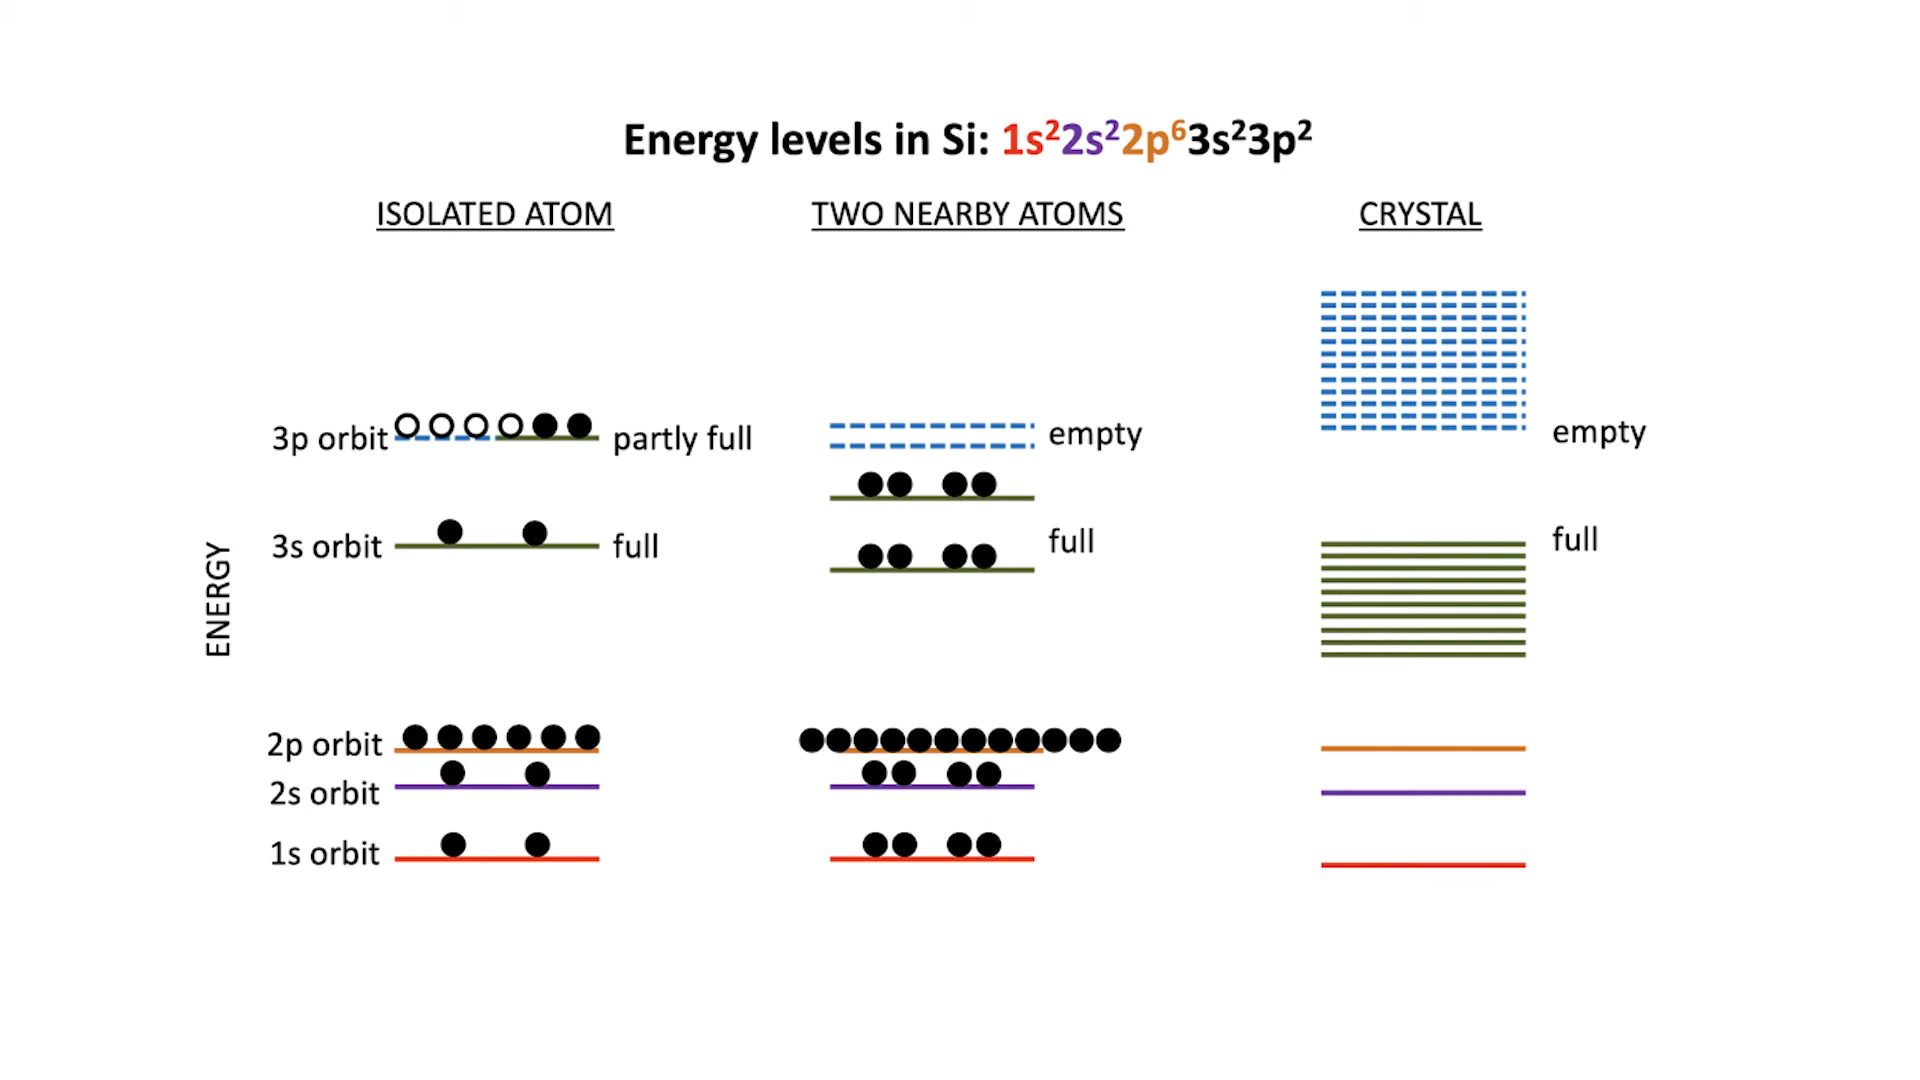 Energy levels in Si: 1s²2s²2p⁶3s²3p²
ISOLATED ATOM
TWO NEARBY ATOMS
CRYSTAL
3p orbit
partly full
empty
empty
3s orbit
full
full
full
ENERGY
2p orbit
2s orbit
1s orbit